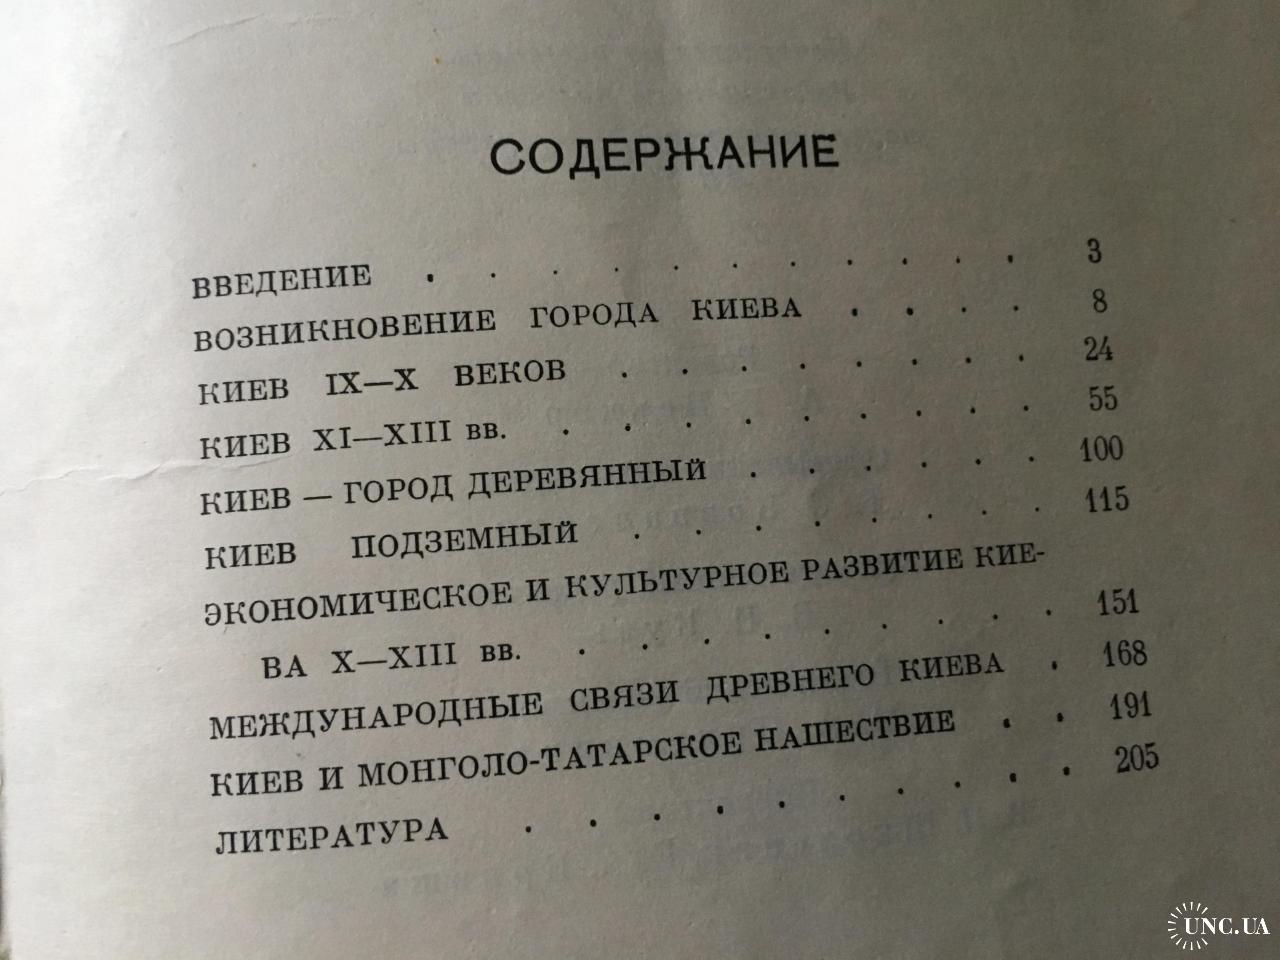 СОДЕРЖАНИЕ
ВВЕДЕНИЕ . . . . . . . . . . . 3
ВОЗНИКНОВЕНИЕ ГОРОДА КИЕВА . . . . 8
КИЕВ IX—X ВЕКОВ . . . . . . . 24
КИЕВ XI—XIII вв. . . . . . . . . . 55
КИЕВ — ГОРОД ДЕРЕВЯННЫЙ . . . . . . 100
КИЕВ ПОДЗЕМНЫЙ . . . . . . . 115
ЭКОНОМИЧЕСКОЕ И КУЛЬТУРНОЕ РАЗВИТИЕ КИЕ-
ВА X—XIII вв. . . . . . . . . . 151
МЕЖДУНАРОДНЫЕ СВЯЗИ ДРЕВНЕГО КИЕВА . 168
КИЕВ И МОНГОЛО-ТАТАРСКОЕ НАШЕСТВИЕ . . 191
ЛИТЕРАТУРА . . . . . . . . . . 205
UNC.UA